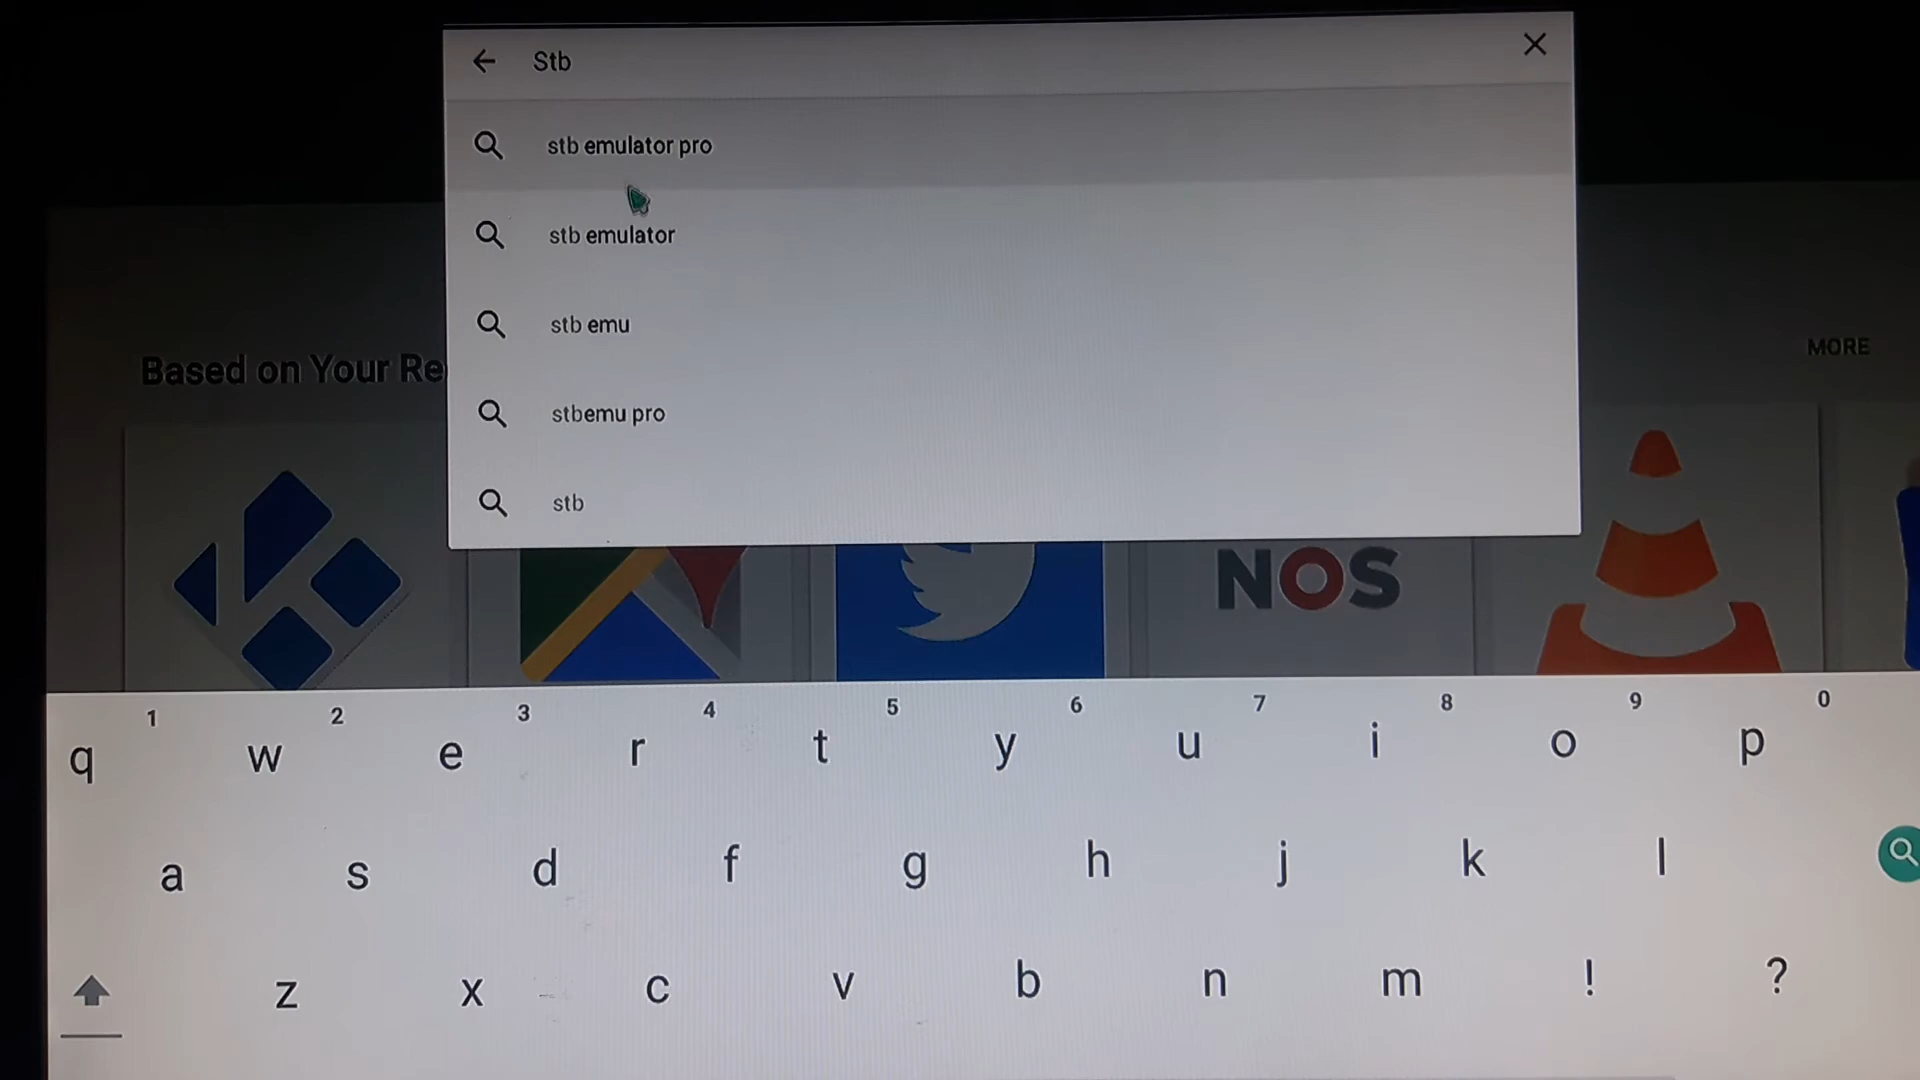 Stb
stb emulator pro
stb emulator
stb emu
stbemu pro
stb
Based on Your Re
MORE
NOS
1 2 3 4 5 6 7 8 9 0
q w e r t y u i o p
a s d f g h j k l
z x c v b n m ! ?